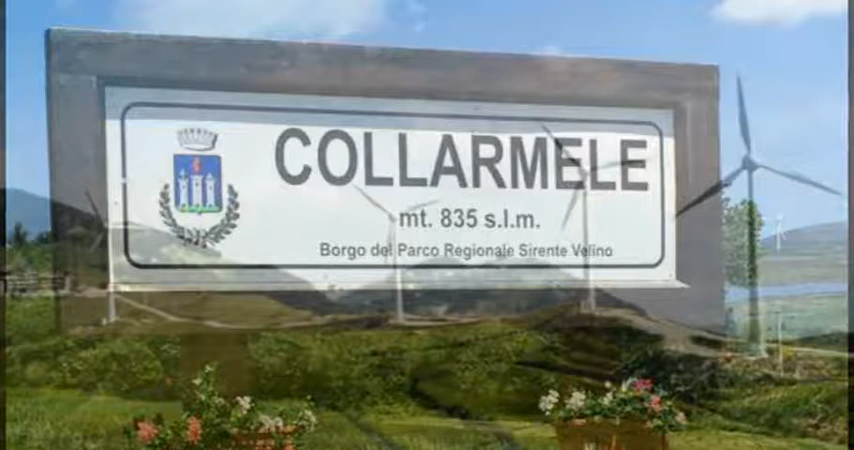 COLLARMELE
mt. 835 s.l.m.
Borgo del Parco Regionale Sirente Velino